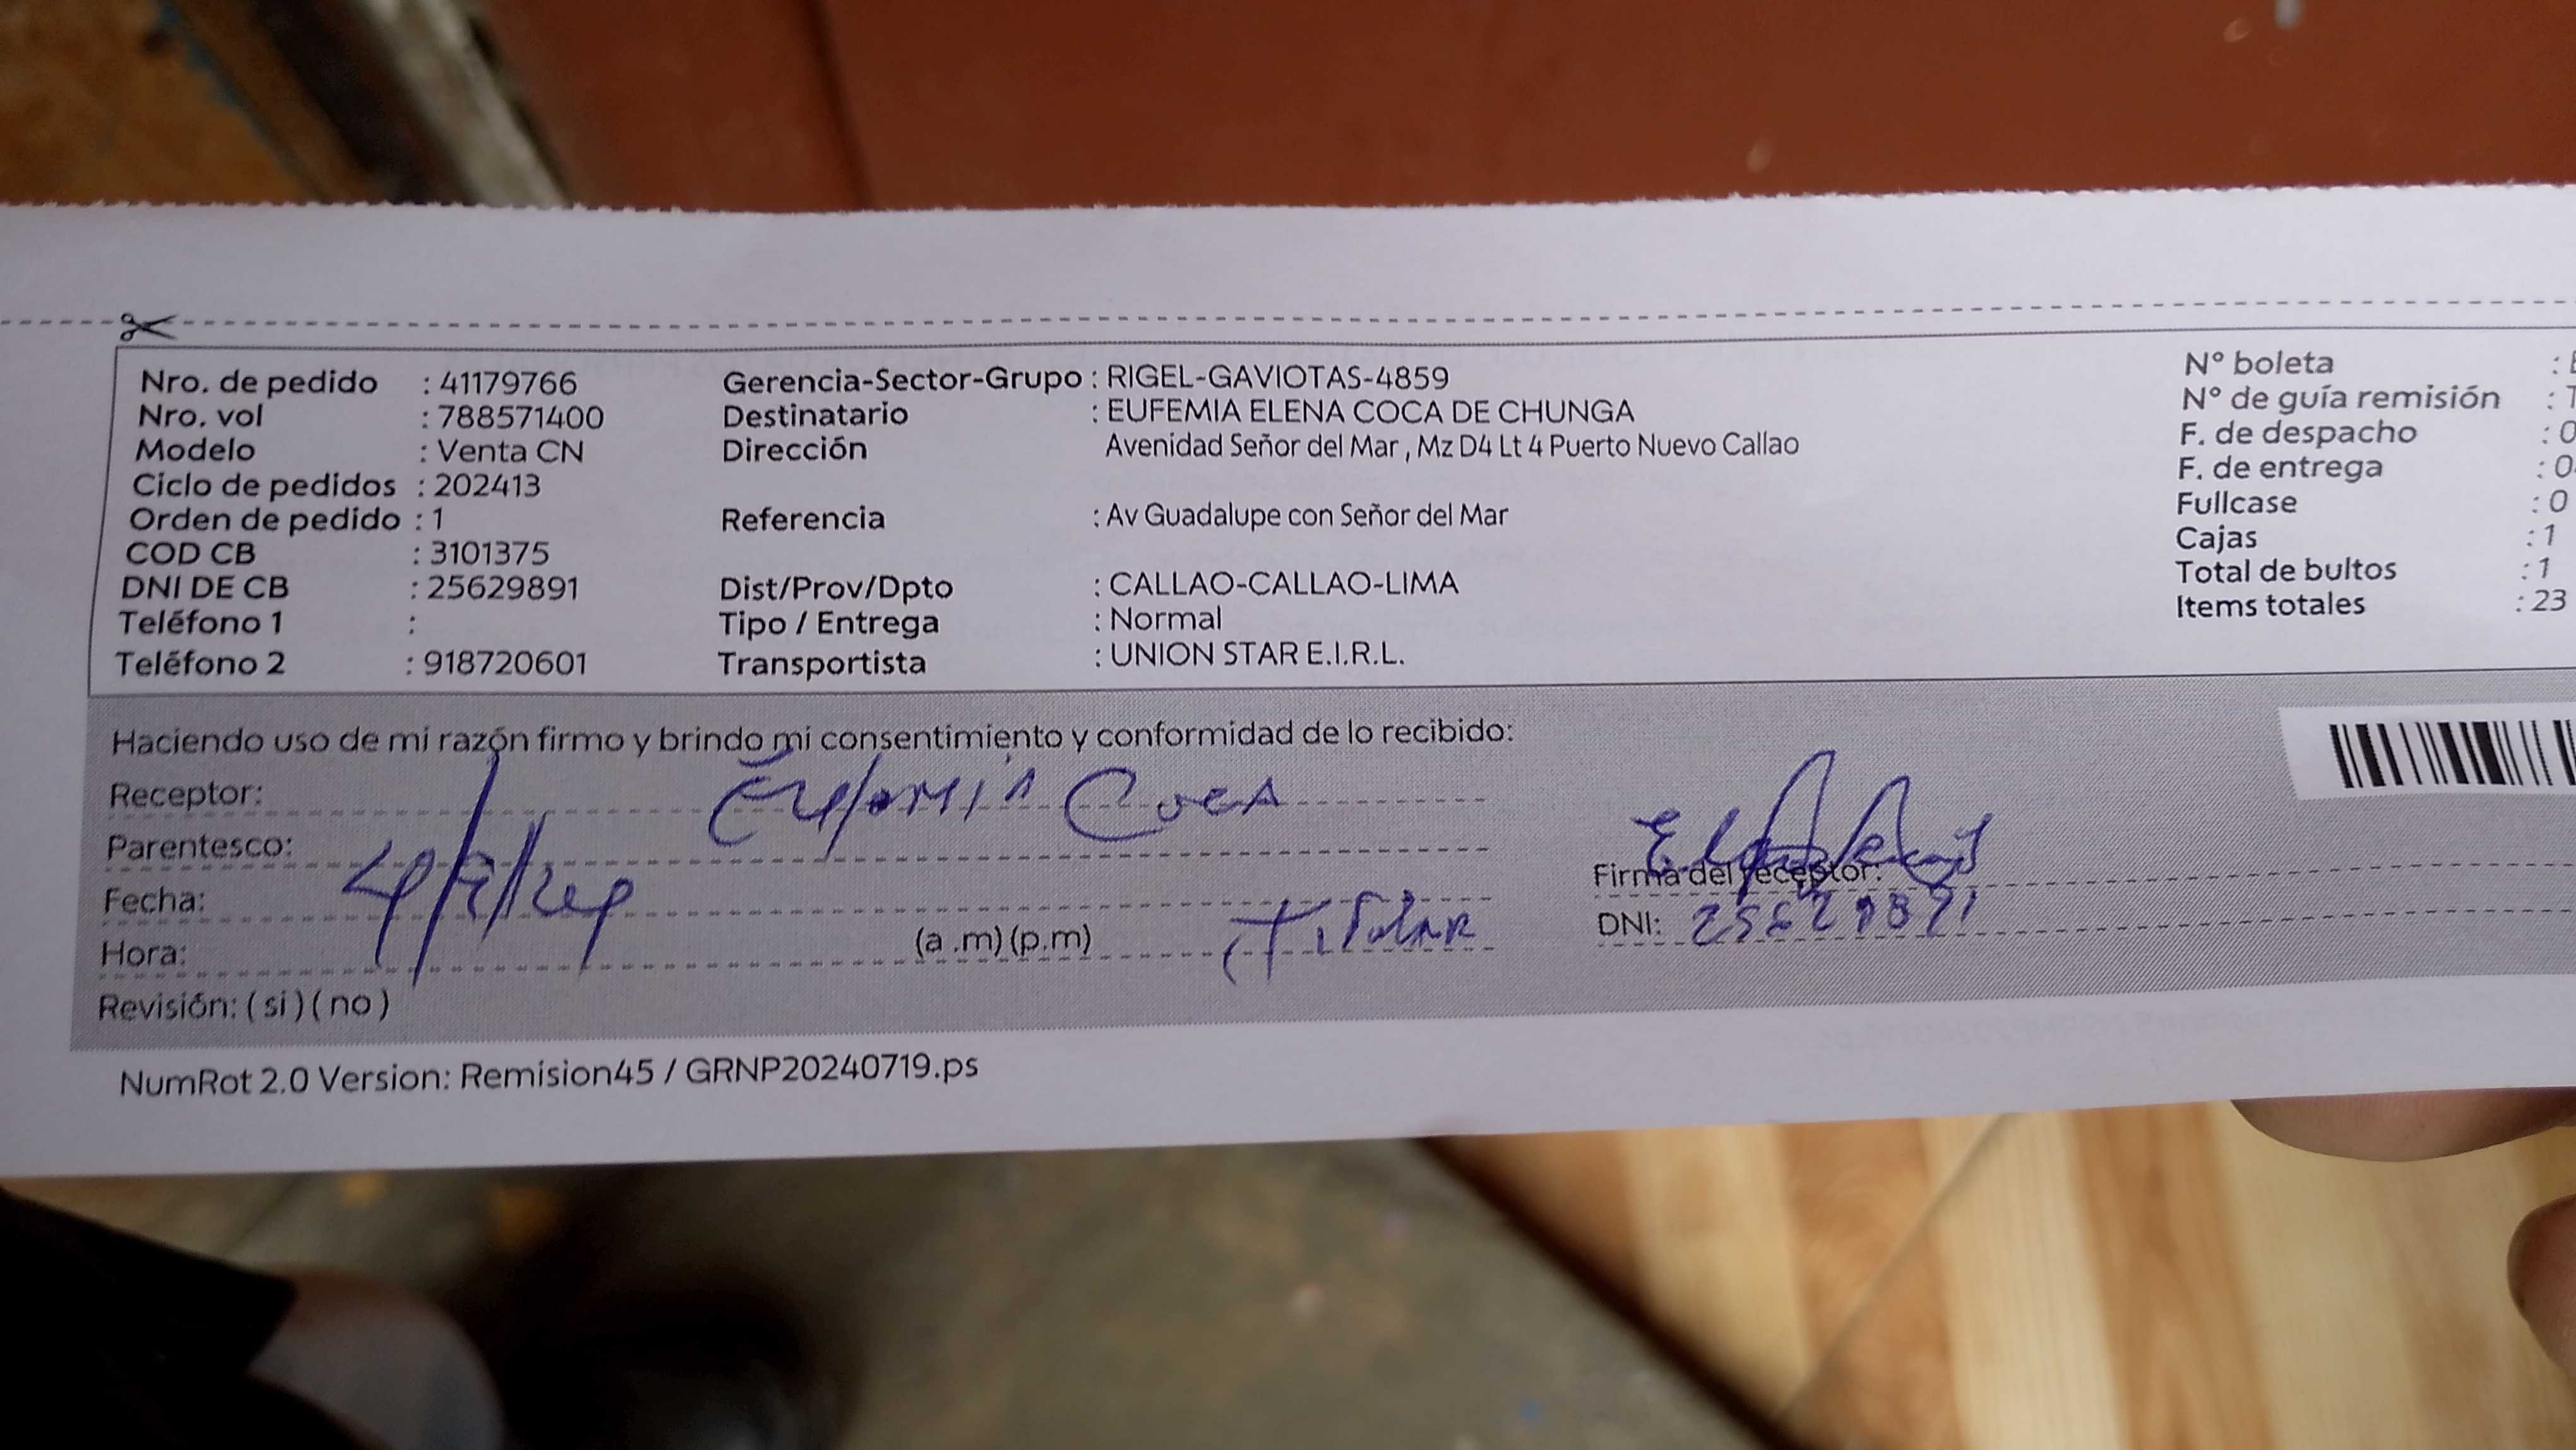 Nro. de pedido : 41179766
Nro. vol : 788571400
Modelo : Venta CN
Ciclo de pedidos : 202413
Orden de pedido : 1
COD CB : 3101375
DNI DE CB : 25629891
Teléfono 1 :
Teléfono 2 : 918720601
Gerencia-Sector-Grupo : RIGEL-GAVIOTAS-4859
Destinatario : EUFEMIA ELENA COCA DE CHUNGA
Dirección Avenidad Señor del Mar , Mz D4 Lt 4 Puerto Nuevo Callao
Referencia : Av Guadalupe con Señor del Mar
Dist/Prov/Dpto : CALLAO-CALLAO-LIMA
Tipo / Entrega : Normal
Transportista : UNION STAR E.I.R.L.
N° boleta :
N° de guía remisión :
F. de despacho : 0
F. de entrega : 0
Fullcase : 0
Cajas : 1
Total de bultos : 1
Items totales : 23
Haciendo uso de mi razón firmo y brindo mi consentimiento y conformidad de lo recibido:
Receptor: Eufemia Coca
Parentesco:
Fecha:
Hora: (a .m) (p.m) Titular
Revisión: ( si ) ( no )
Firma del receptor:
DNI: 25629891
NumRot 2.0 Version: Remision45 / GRNP20240719.ps